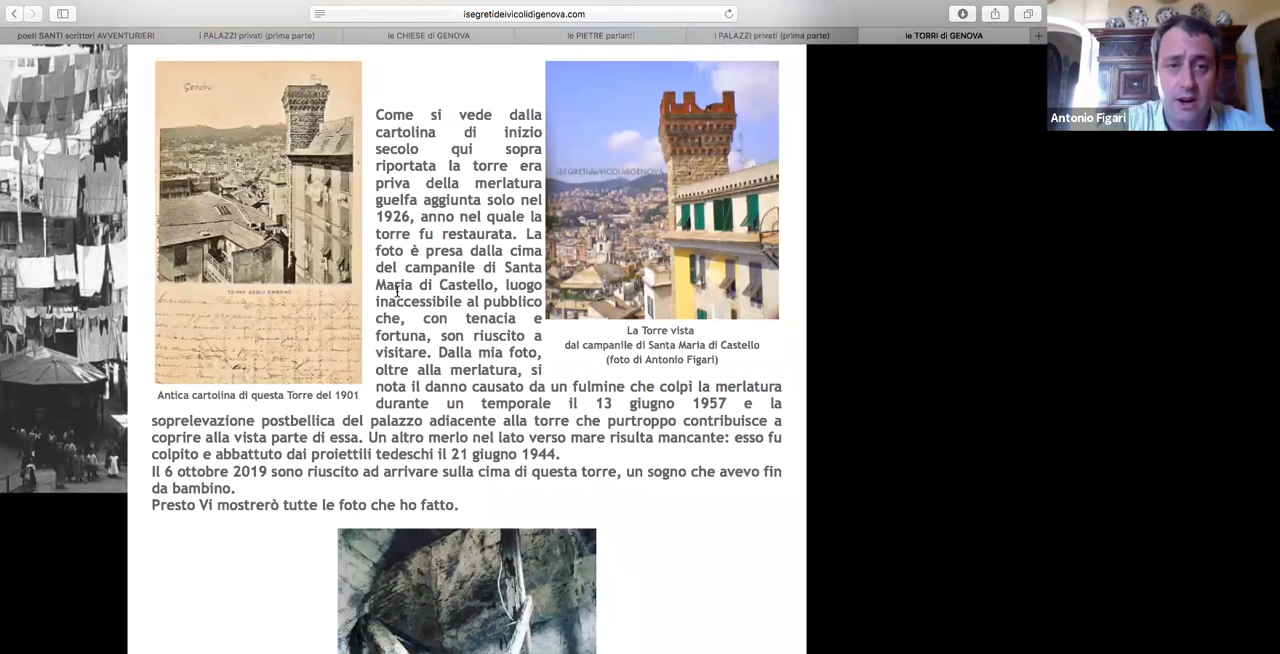 isegretideivicolidigenova.com
poeti SANTI scrittori AVVENTURIERI
i PALAZZI privati (prima parte)
le CHIESE di GENOVA
le PIETRE parlanti
i PALAZZI privati (prima parte)
le TORRI di GENOVA
Antonio Figari
Genova
Come si vede dalla
cartolina di inizio
secolo qui sopra
riportata la torre era
priva della merlatura
guelfa aggiunta solo nel
1926, anno nel quale la
torre fu restaurata. La
foto è presa dalla cima
del campanile di Santa
Maria di Castello, luogo
inaccessibile al pubblico
che, con tenacia e
fortuna, son riuscito a
visitare. Dalla mia foto,
oltre alla merlatura, si
nota il danno causato da un fulmine che colpì la merlatura
durante un temporale il 13 giugno 1957 e la
soprelevazione postbellica del palazzo adiacente alla torre che purtroppo contribuisce a
coprire alla vista parte di essa. Un altro merlo nel lato verso mare risulta mancante: esso fu
colpito e abbattuto dai proiettili tedeschi il 21 giugno 1944.
Il 6 ottobre 2019 sono riuscito ad arrivare sulla cima di questa torre, un sogno che avevo fin
da bambino.
Presto Vi mostrerò tutte le foto che ho fatto.
TORRE DEGLI EMBRIACI
Antica cartolina di questa Torre del 1901
iSEGRETIdeiVICOLIdiGENOVA
La Torre vista
dal campanile di Santa Maria di Castello
(foto di Antonio Figari)